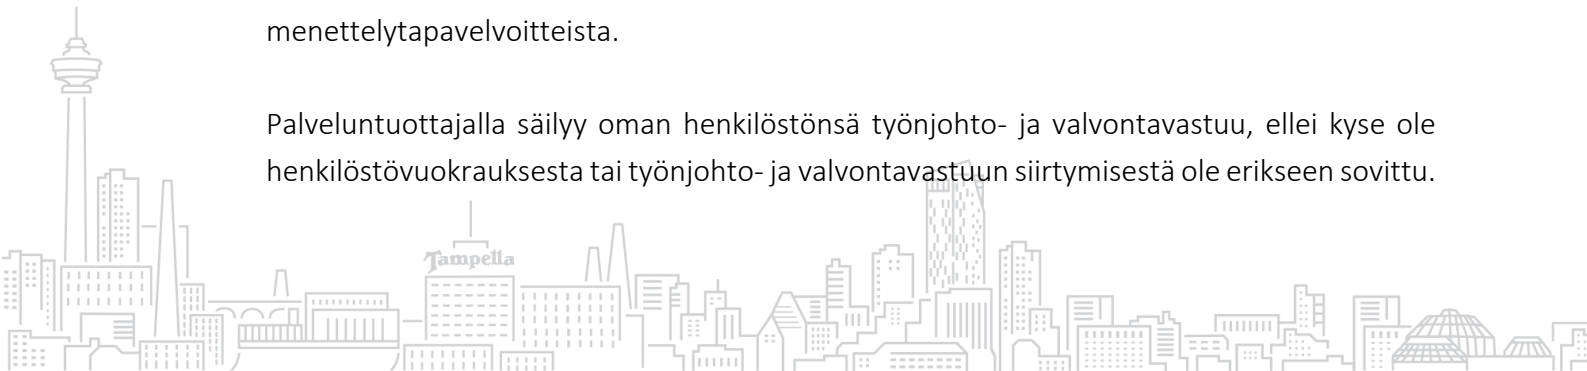 menettelytapavelvoitteista.
Palveluntuottajalla säilyy oman henkilöstönsä työnjohto- ja valvontavastuu, ellei kyse ole
henkilöstövuokrauksesta tai työnjohto- ja valvontavastuun siirtymisestä ole erikseen sovittu.
Tampella